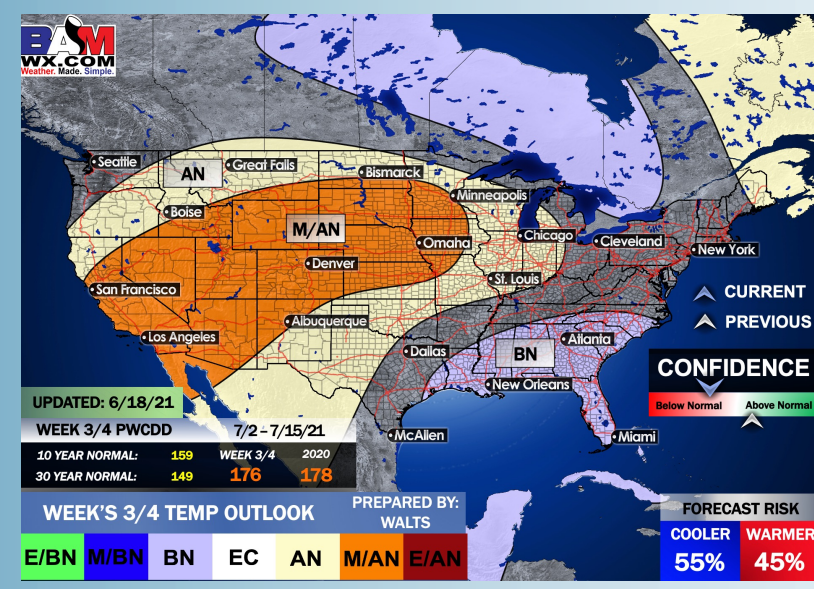 BAM
WX.COM
Weather. Made. Simple.
Seattle
AN
Great Falls
Bismarck
Boise
Minneapolis
M/AN
Omaha
Chicago
Cleveland
New York
Denver
San Francisco
St. Louis
CURRENT
PREVIOUS
Albuquerque
Los Angeles
Dallas
BN
Atlanta
CONFIDENCE
New Orleans
Below Normal
Above Normal
McAllen
Miami
UPDATED: 6/18/21
WEEK 3/4 PWCDD 7/2 - 7/15/21
10 YEAR NORMAL: 159 WEEK 3/4 2020
30 YEAR NORMAL: 149 176 178
WEEK'S 3/4 TEMP OUTLOOK
PREPARED BY:
WALTS
E/BN M/BN BN EC AN M/AN E/AN
FORECAST RISK
COOLER WARMER
55% 45%